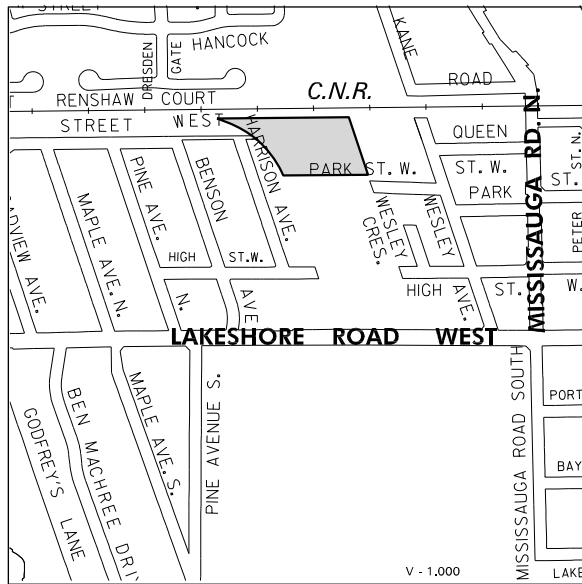 STREET
HANCOCK
DRESDEN
GATE
KANE
ROAD
C.N.R.
RENSHAW COURT
STREET WEST
QUEEN
MISSISSAUGA RD. N.
HARRISON AVE.
PARK ST. W.
ST. W.
PARK
ST.
ST. N.
PETER
PINE AVE.
BENSON
MAPLE AVE. N.
WESLEY
CRES.
WESLEY
AVE.
HIGH ST.W.
N.
AVE
HIGH
ST.
W.
LAKESHORE ROAD WEST
PINE AVENUE S.
MAPLE AVE. S.
BEN MACHREE
GODFREY'S LANE
MISSISSAUGA ROAD SOUTH
PORT
BAY
V - 1.000
LAKE